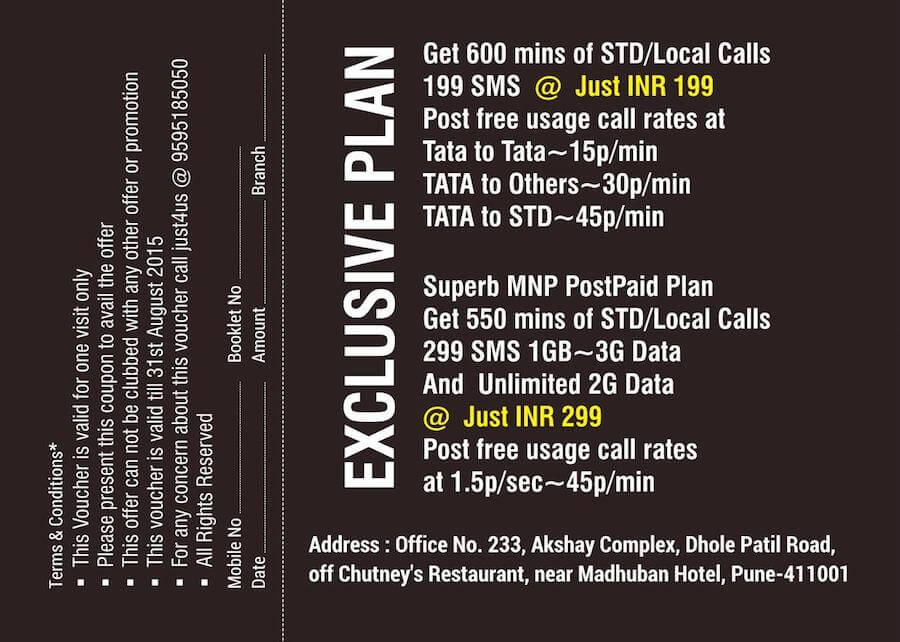 Terms & Conditions*
▪ This Voucher is valid for one visit only
▪ Please present this coupon to avail the offer
▪ This offer can not be clubbed with any other offer or promotion
▪ This voucher is valid till 31st August 2015
▪ For any concern about this voucher call just4us @ 9595185050
▪ All Rights Reserved
Mobile No Booklet No
Date Amount Branch
EXCLUSIVE PLAN
Get 600 mins of STD/Local Calls
199 SMS @ Just INR 199
Post free usage call rates at
Tata to Tata~15p/min
TATA to Others~30p/min
TATA to STD~45p/min
Superb MNP PostPaid Plan
Get 550 mins of STD/Local Calls
299 SMS 1GB~3G Data
And Unlimited 2G Data
@ Just INR 299
Post free usage call rates
at 1.5p/sec~45p/min
Address : Office No. 233, Akshay Complex, Dhole Patil Road,
off Chutney's Restaurant, near Madhuban Hotel, Pune-411001